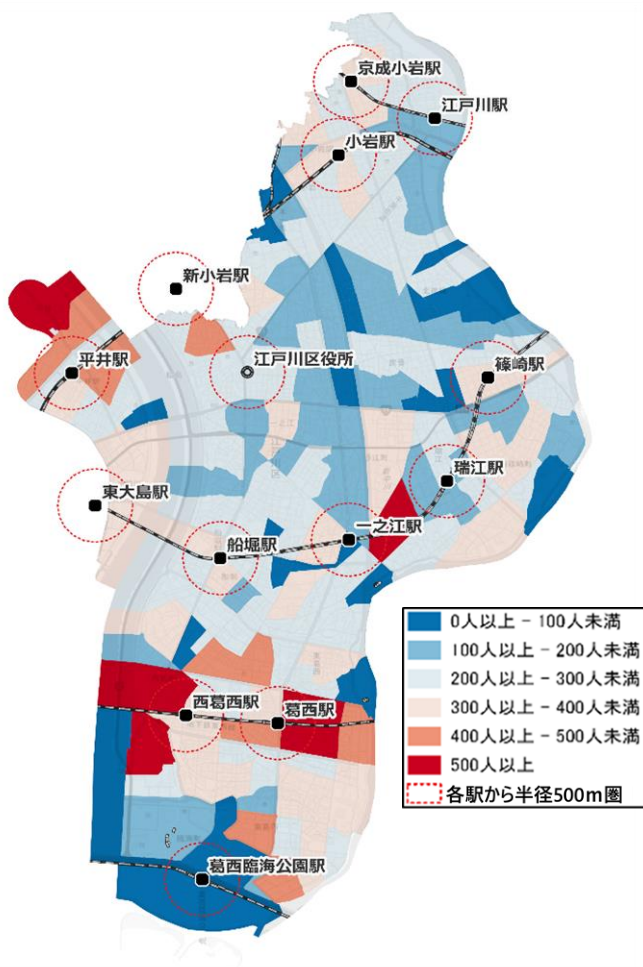 京成小岩駅
江戸川駅
小岩駅
新小岩駅
江戸川区役所
平井駅
篠崎駅
瑞江駅
東大島駅
一之江駅
船堀駅
0人以上 - 100人未満
100人以上 - 200人未満
200人以上 - 300人未満
300人以上 - 400人未満
400人以上 - 500人未満
500人以上
各駅から半径500m圏
西葛西駅
葛西駅
葛西臨海公園駅